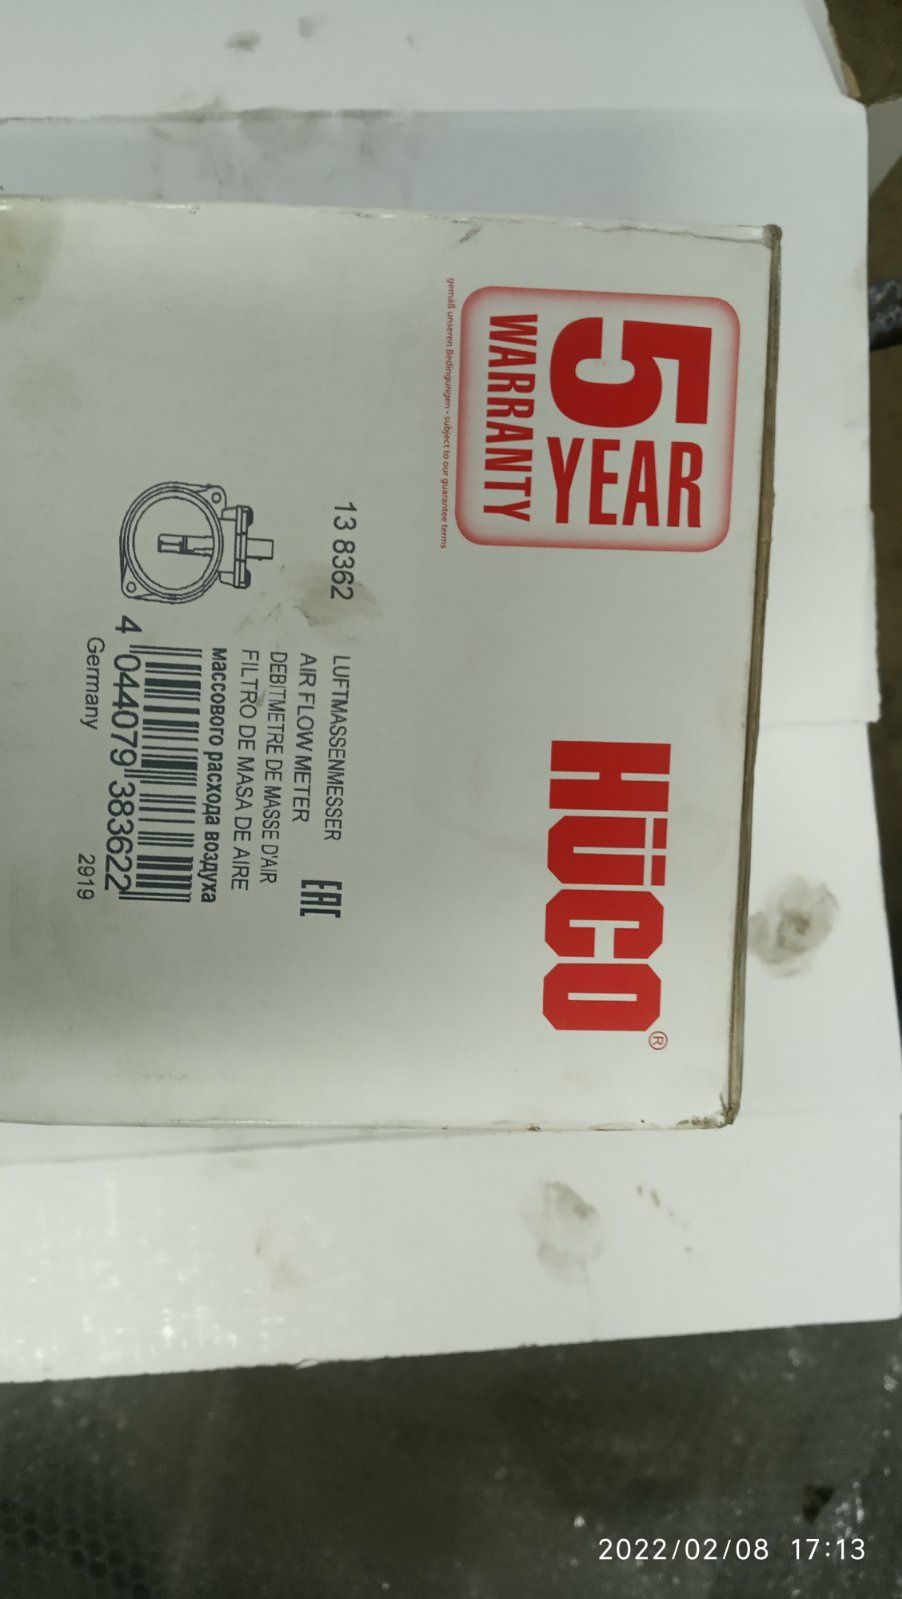 5
YEAR
WARRANTY
gemäß unseren Bedingungen • subject to our guarantee terms
HÜCO®
13 8362
LUFTMASSENMESSER
AIR FLOW METER
EAC
DEBITMETRE DE MASSE D'AIR
FILTRO DE MASA DE AIRE
массового расхода воздуха
4 044079 383622
Germany
2919
2022/02/08 17:13